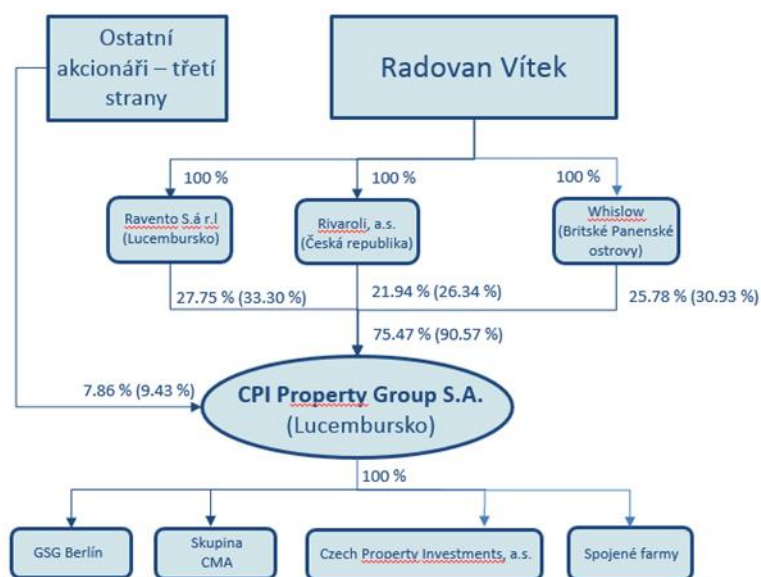 Ostatní
akcionáři – třetí
strany
Radovan Vítek
100 %
100 %
100 %
Ravento S.á r.l
(Lucembursko)
Rivaroli, a.s.
(Česká republika)
Whislow
(Britské Panenské
ostrovy)
27.75 % (33.30 %)
21.94 % (26.34 %)
25.78 % (30.93 %)
75.47 % (90.57 %)
7.86 % (9.43 %)
CPI Property Group S.A.
(Lucembursko)
100 %
GSG Berlín
Skupina
CMA
Czech Property Investments, a.s.
Spojené farmy